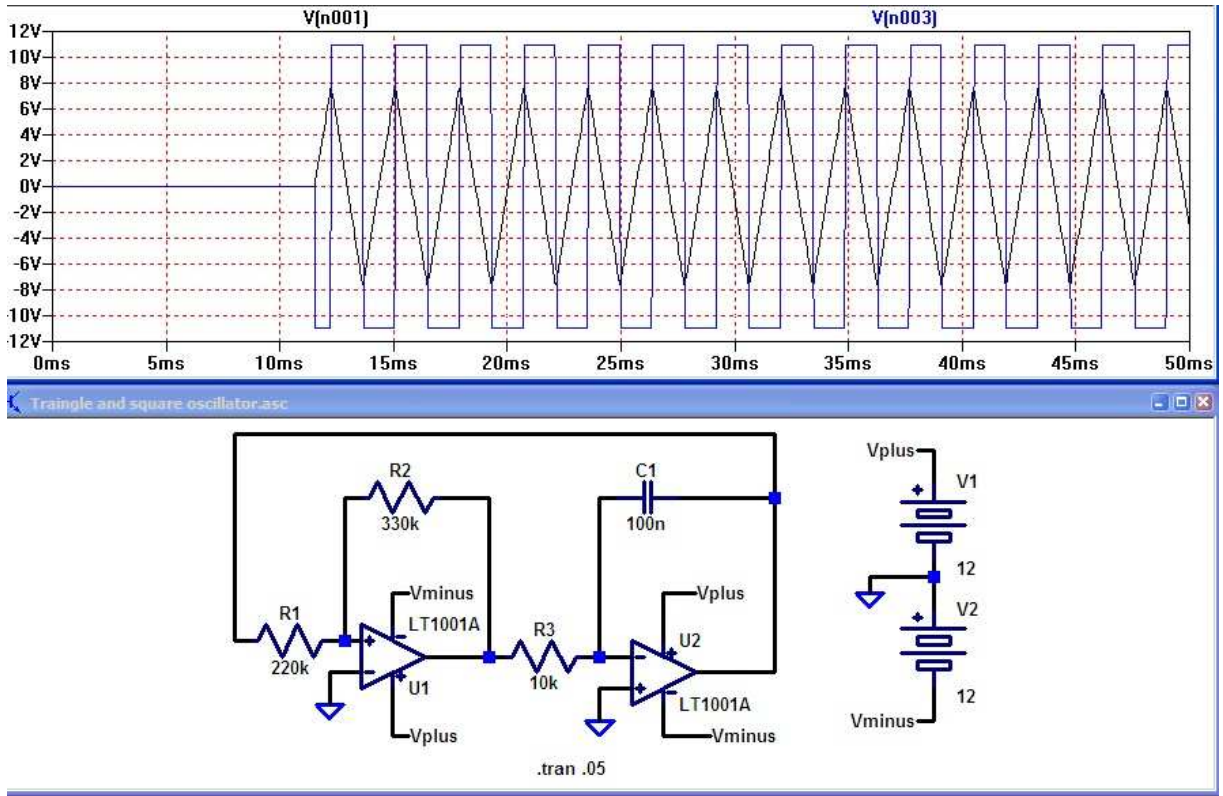 V(n001) V(n003)
12V
10V
8V
6V
4V
2V
0V
-2V
-4V
-6V
-8V
-10V
-12V
0ms 5ms 10ms 15ms 20ms 25ms 30ms 35ms 40ms 45ms 50ms
Traingle and square oscillator.asc
R2
330k
C1
100n
Vplus
V1
12
V2
12
Vminus
R1
220k
Vminus
LT1001A
U1
Vplus
R3
10k
Vplus
U2
LT1001A
Vminus
.tran .05